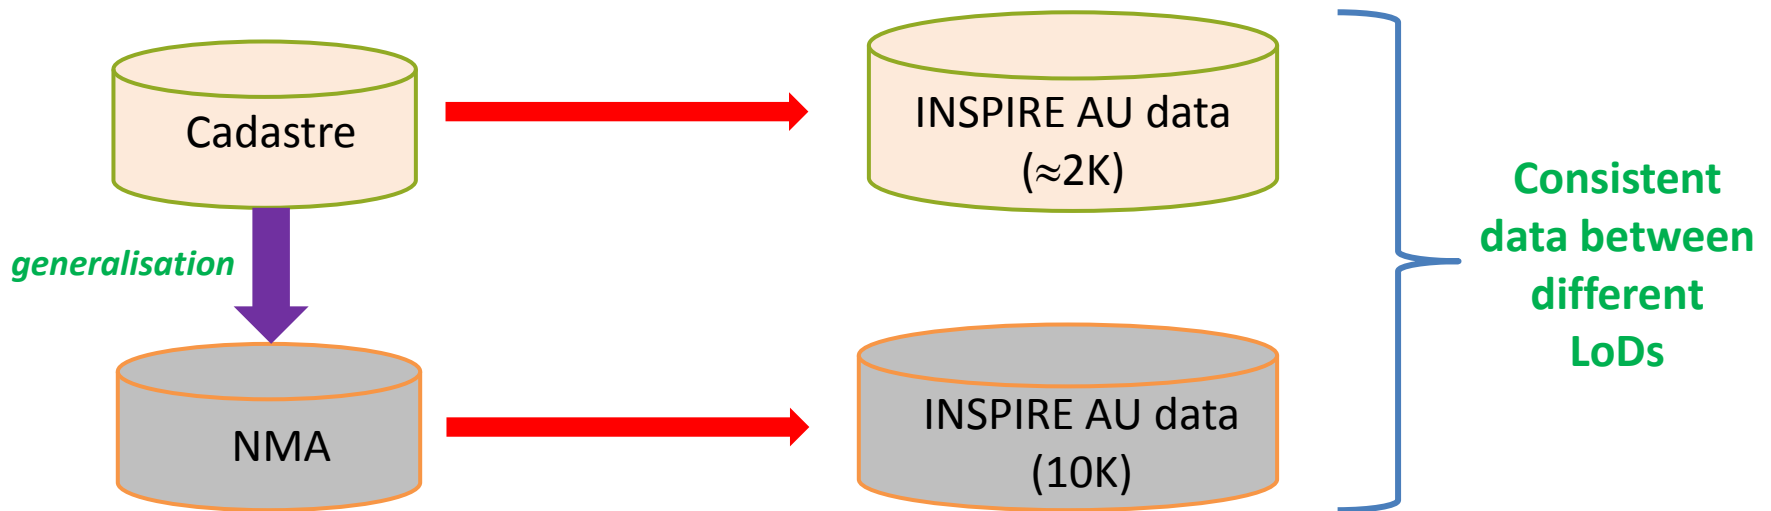 Cadastre
INSPIRE AU data
(≈2K)
generalisation
Consistent
data between
different
LoDs
NMA
INSPIRE AU data
(10K)